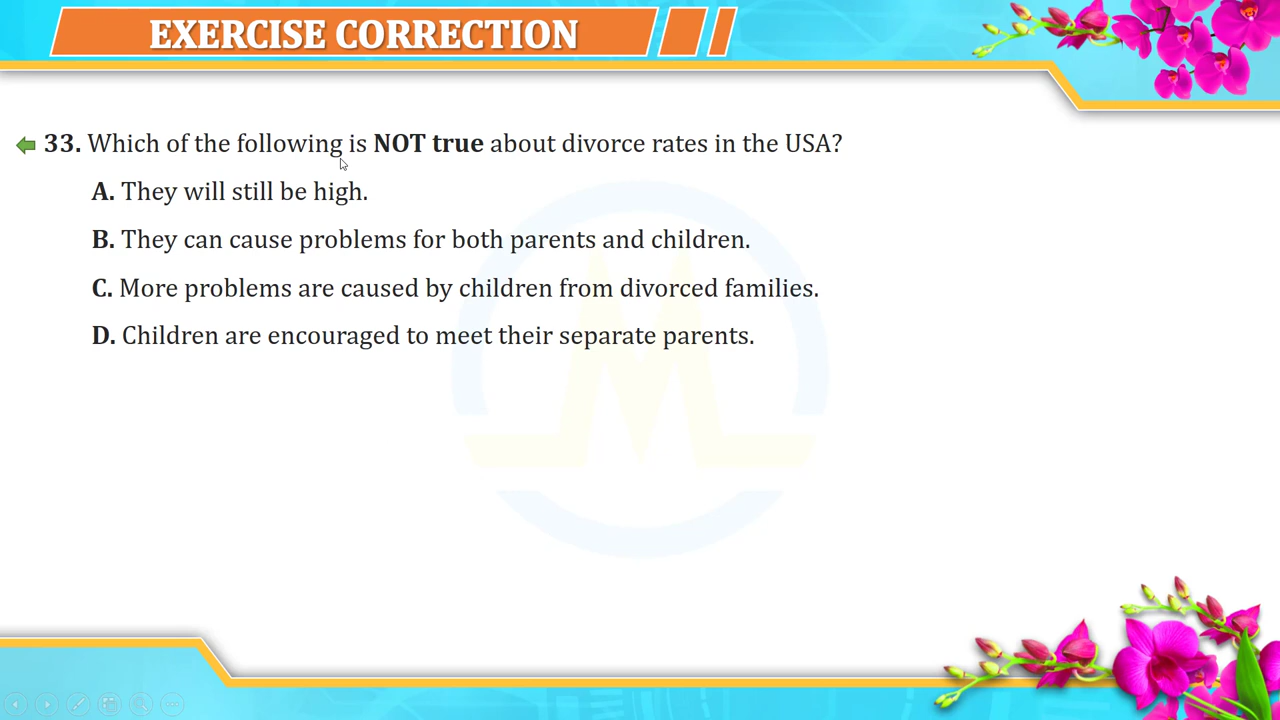 EXERCISE CORRECTION
33. Which of the following is NOT true about divorce rates in the USA?
A. They will still be high.
B. They can cause problems for both parents and children.
C. More problems are caused by children from divorced families.
D. Children are encouraged to meet their separate parents.